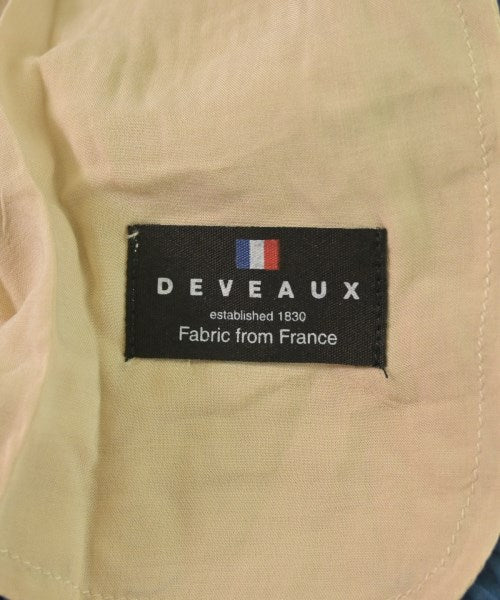 DEVEAUX
established 1830
Fabric from France